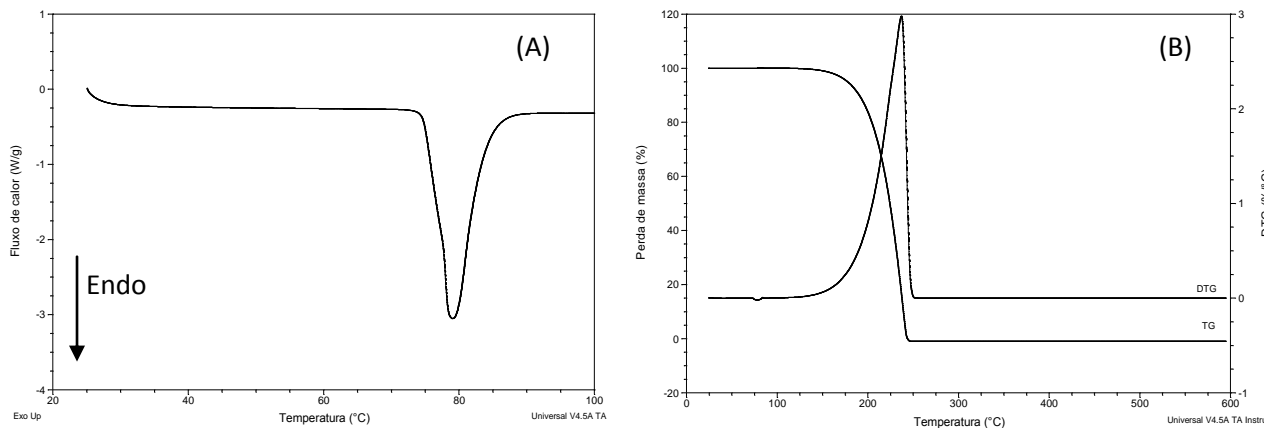 (A)
1
0
-1
-2
-3
-4
Fluxo de calor (W/g)
Endo
20
40
60
80
100
Exo Up
Temperatura (°C)
Universal V4.5A TA
(B)
120
100
80
60
40
20
0
-20
Perda de massa (%)
3
2
1
0
-1
DTG
TG
0
100
200
300
400
500
600
Temperatura (°C)
Universal V4.5A TA Instru